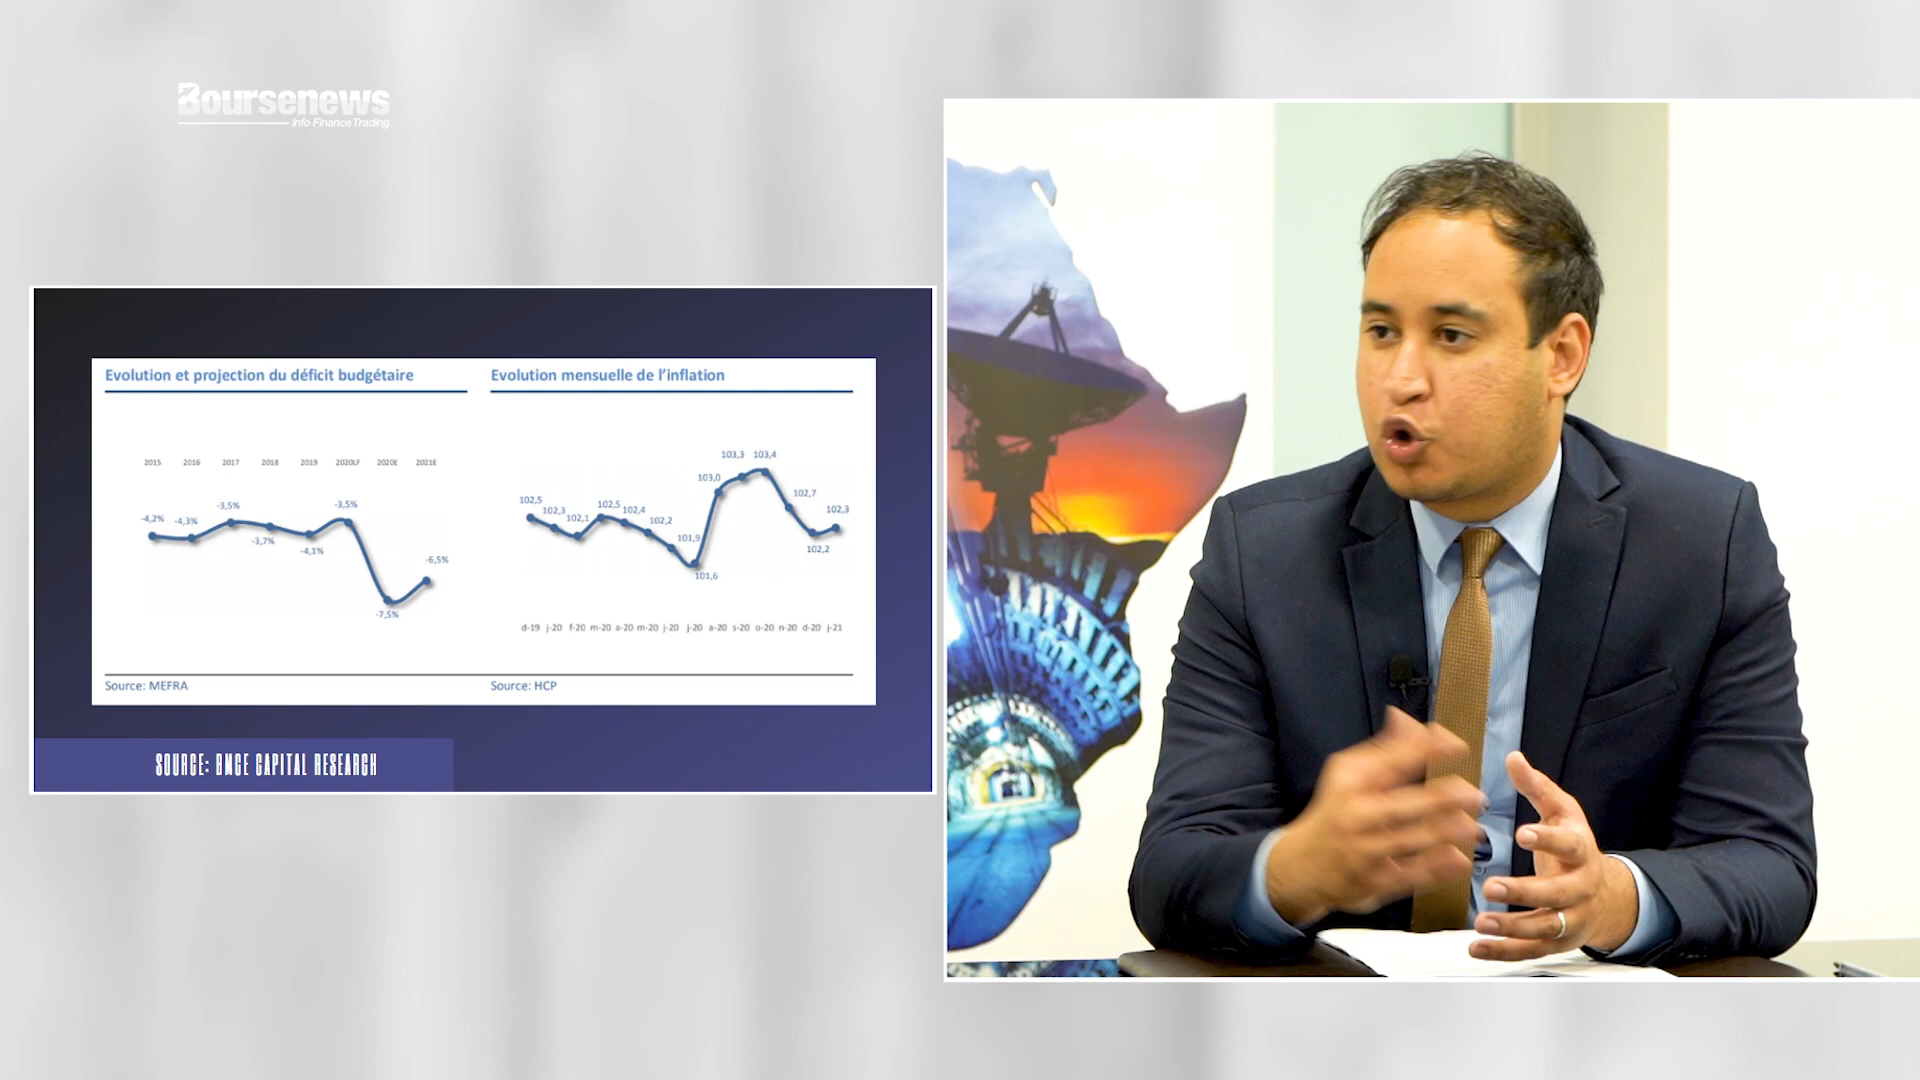 Boursenews
Info Finance Trading
Evolution et projection du déficit budgétaire
2015 2016 2017 2018 2019 2020LF 2020E 2021E
-4,2% -4,3% -3,5% -3,7% -4,1% -3,5% -7,5% -6,5%
Source: MEFRA
Evolution mensuelle de l’inflation
102,5 102,3 102,1 102,5 102,4 102,2 101,9 101,6 103,0 103,3 103,4 102,7 102,2 102,3
d-19 j-20 f-20 m-20 a-20 m-20 j-20 j-20 a-20 s-20 o-20 n-20 d-20 j-21
Source: HCP
SOURCE: BMCE CAPITAL RESEARCH